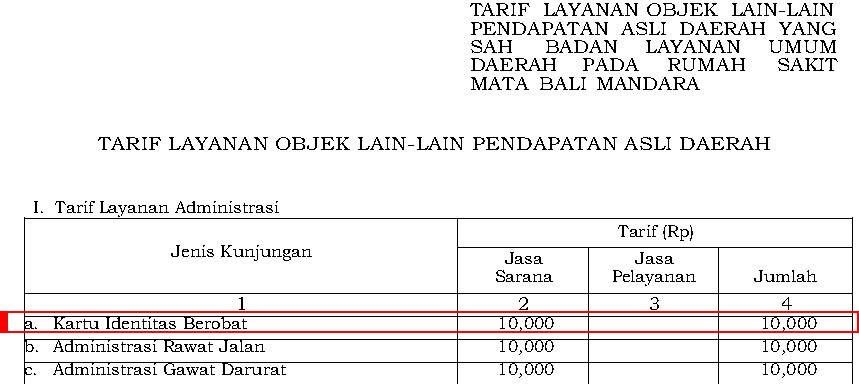 TARIF LAYANAN OBJEK LAIN-LAIN
PENDAPATAN ASLI DAERAH YANG
SAH BADAN LAYANAN UMUM
DAERAH PADA RUMAH SAKIT
MATA BALI MANDARA
TARIF LAYANAN OBJEK LAIN-LAIN PENDAPATAN ASLI DAERAH
I. Tarif Layanan Administrasi
Jenis Kunjungan
Tarif (Rp)
Jasa Sarana
Jasa Pelayanan
Jumlah
1 2 3 4
a. Kartu Identitas Berobat 10,000 10,000
b. Administrasi Rawat Jalan 10,000 10,000
c. Administrasi Gawat Darurat 10,000 10,000